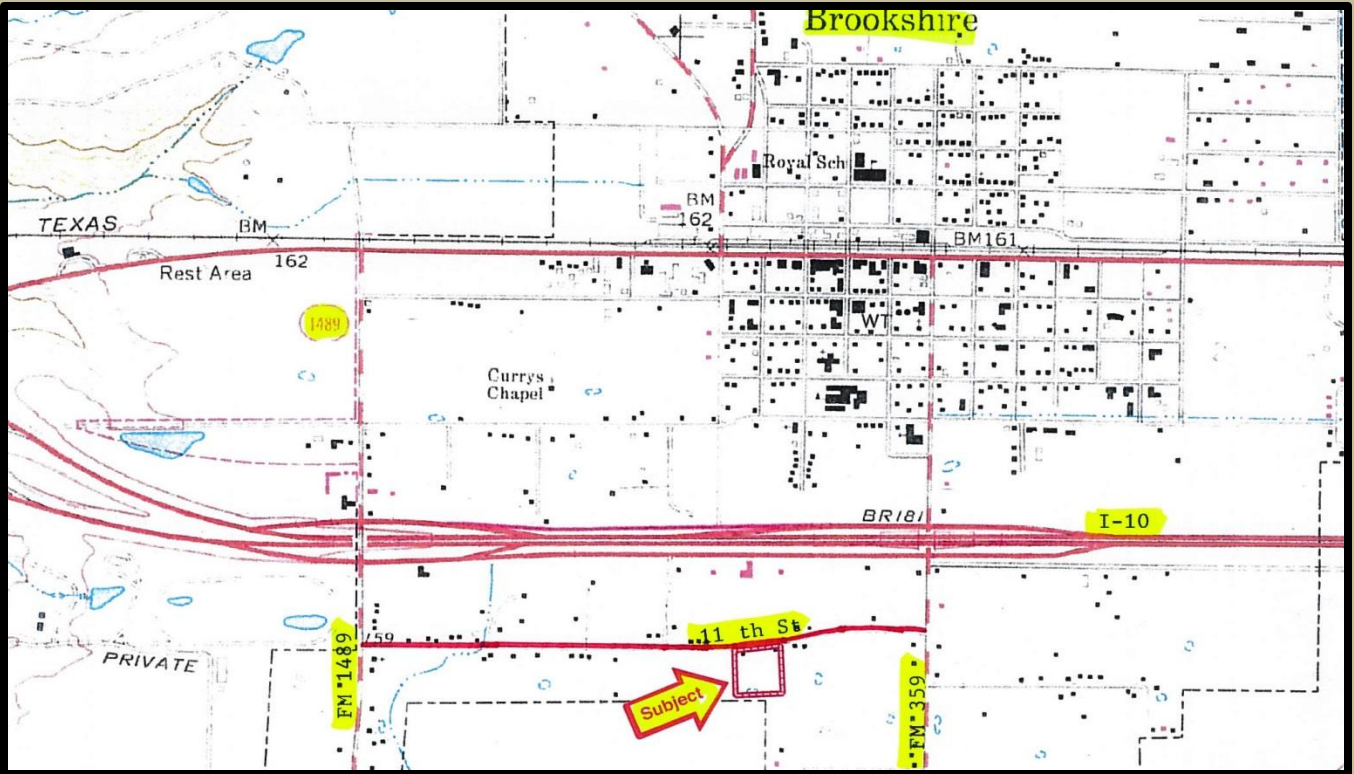 Brookshire
Royal Sch
BM
162
TEXAS
BM
162
BM161
Rest Area
1489
WT
Currys
Chapel
BR181
I-10
11 th St
159
PRIVATE
FM 1489
Subject
FM 359